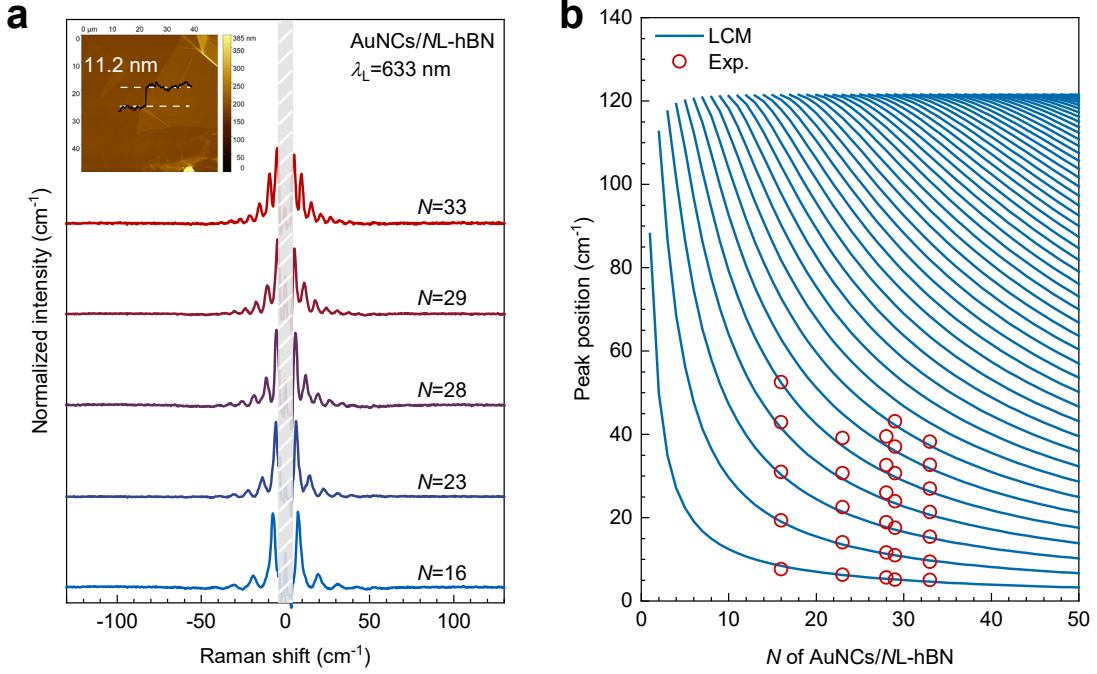 a
0 µm 10 20 30 40
0
10
20
30
40
11.2 nm
385 nm
350
300
250
200
150
100
50
0
AuNCs/NL-hBN
λL=633 nm
N=33
N=29
N=28
N=23
N=16
Normalized intensity (cm-1)
-100 -50 0 50 100
Raman shift (cm-1)
b
LCM
Exp.
140
120
100
80
60
40
20
0
Peak position (cm-1)
0 10 20 30 40 50
N of AuNCs/NL-hBN